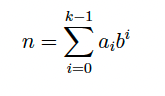 n = \sum_{i=0}^{k-1} a_i b^i